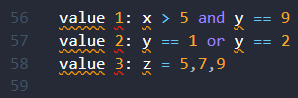 56 value 1: x > 5 and y == 9
57 value 2: y == 1 or y == 2
58 value 3: z = 5,7,9
59